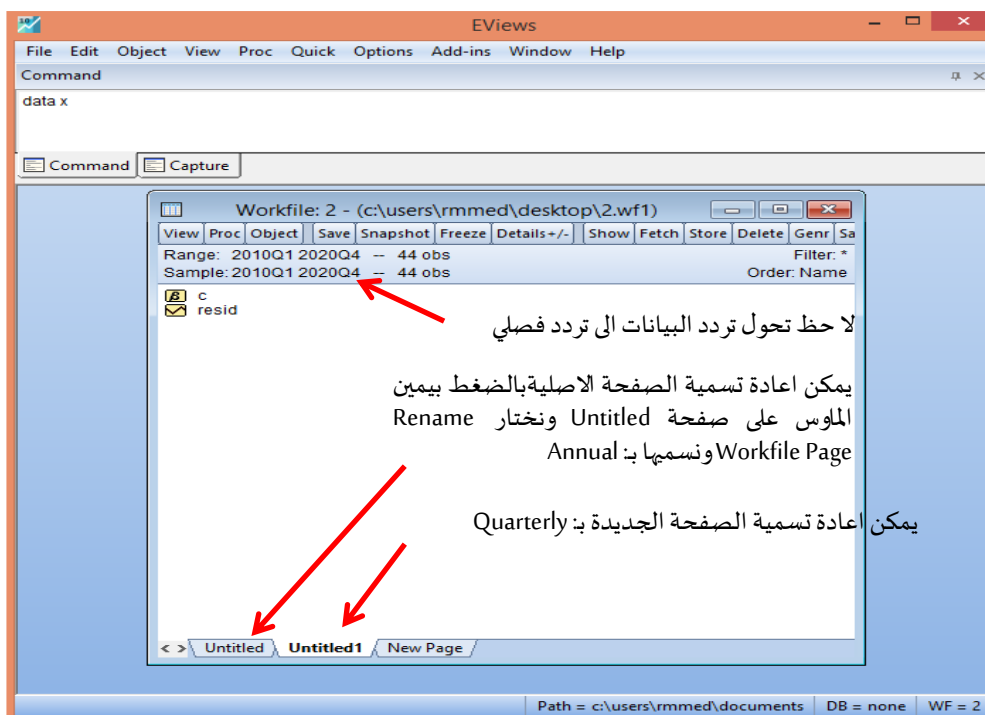 EViews
File Edit Object View Proc Quick Options Add-ins Window Help
Command
data x
Command Capture
Workfile: 2 - (c:\users\rmmed\desktop\2.wf1)
View Proc Object Save Snapshot Freeze Details+/- Show Fetch Store Delete Genr Sa
Range: 2010Q1 2020Q4 -- 44 obs Filter: *
Sample: 2010Q1 2020Q4 -- 44 obs Order: Name
β c
resid
لا حظ تحول تردد البيانات الى تردد فصلي
يمكن اعادة تسمية الصفحة الاصليةبالضغط بيمين
الماوس على صفحة Untitled ونختار Rename
Workfile Page ونسميها بـ: Annual
يمكن اعادة تسمية الصفحة الجديدة بـ: Quarterly
< > Untitled Untitled1 New Page
Path = c:\users\rmmed\documents DB = none WF = 2